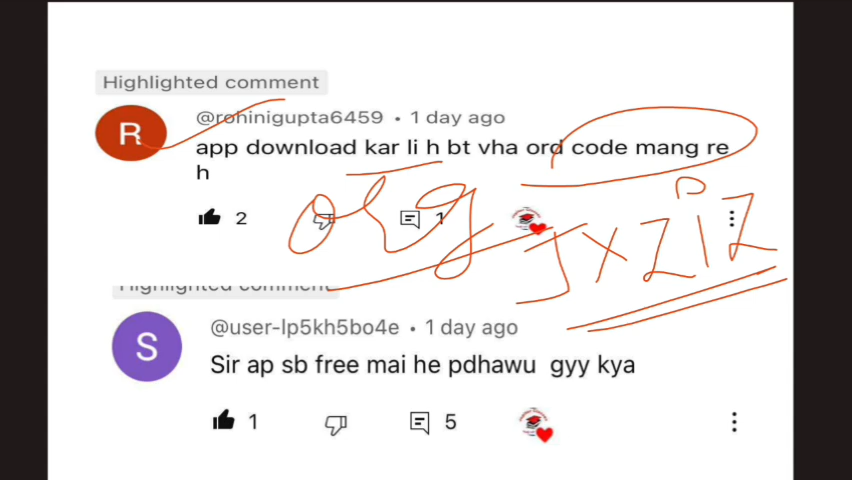 Highlighted comment
@rohinigupta6459 • 1 day ago
app download kar li h bt vha ord code mang re
h
2
1
org
Highlighted comment
@user-lp5kh5bo4e • 1 day ago
Sir ap sb free mai he pdhawu gyy kya
1
5